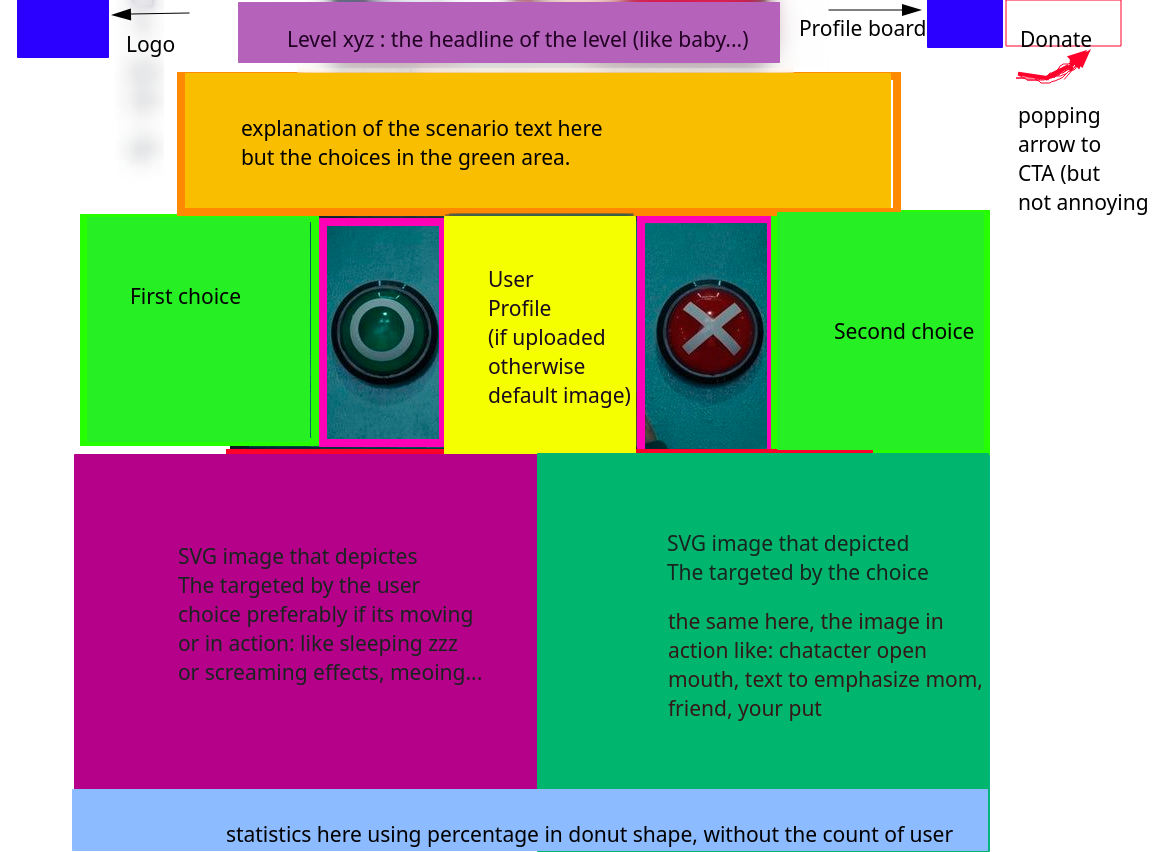 Logo
Level xyz : the headline of the level (like baby...)
Profile board
Donate
explanation of the scenario text here
but the choices in the green area.
popping
arrow to
CTA (but
not annoying
First choice
User
Profile
(if uploaded
otherwise
default image)
Second choice
SVG image that depictes
The targeted by the user
choice preferably if its moving
or in action: like sleeping zzz
or screaming effects, meoing...
SVG image that depicted
The targeted by the choice
the same here, the image in
action like: chatacter open
mouth, text to emphasize mom,
friend, your put
statistics here using percentage in donut shape, without the count of user